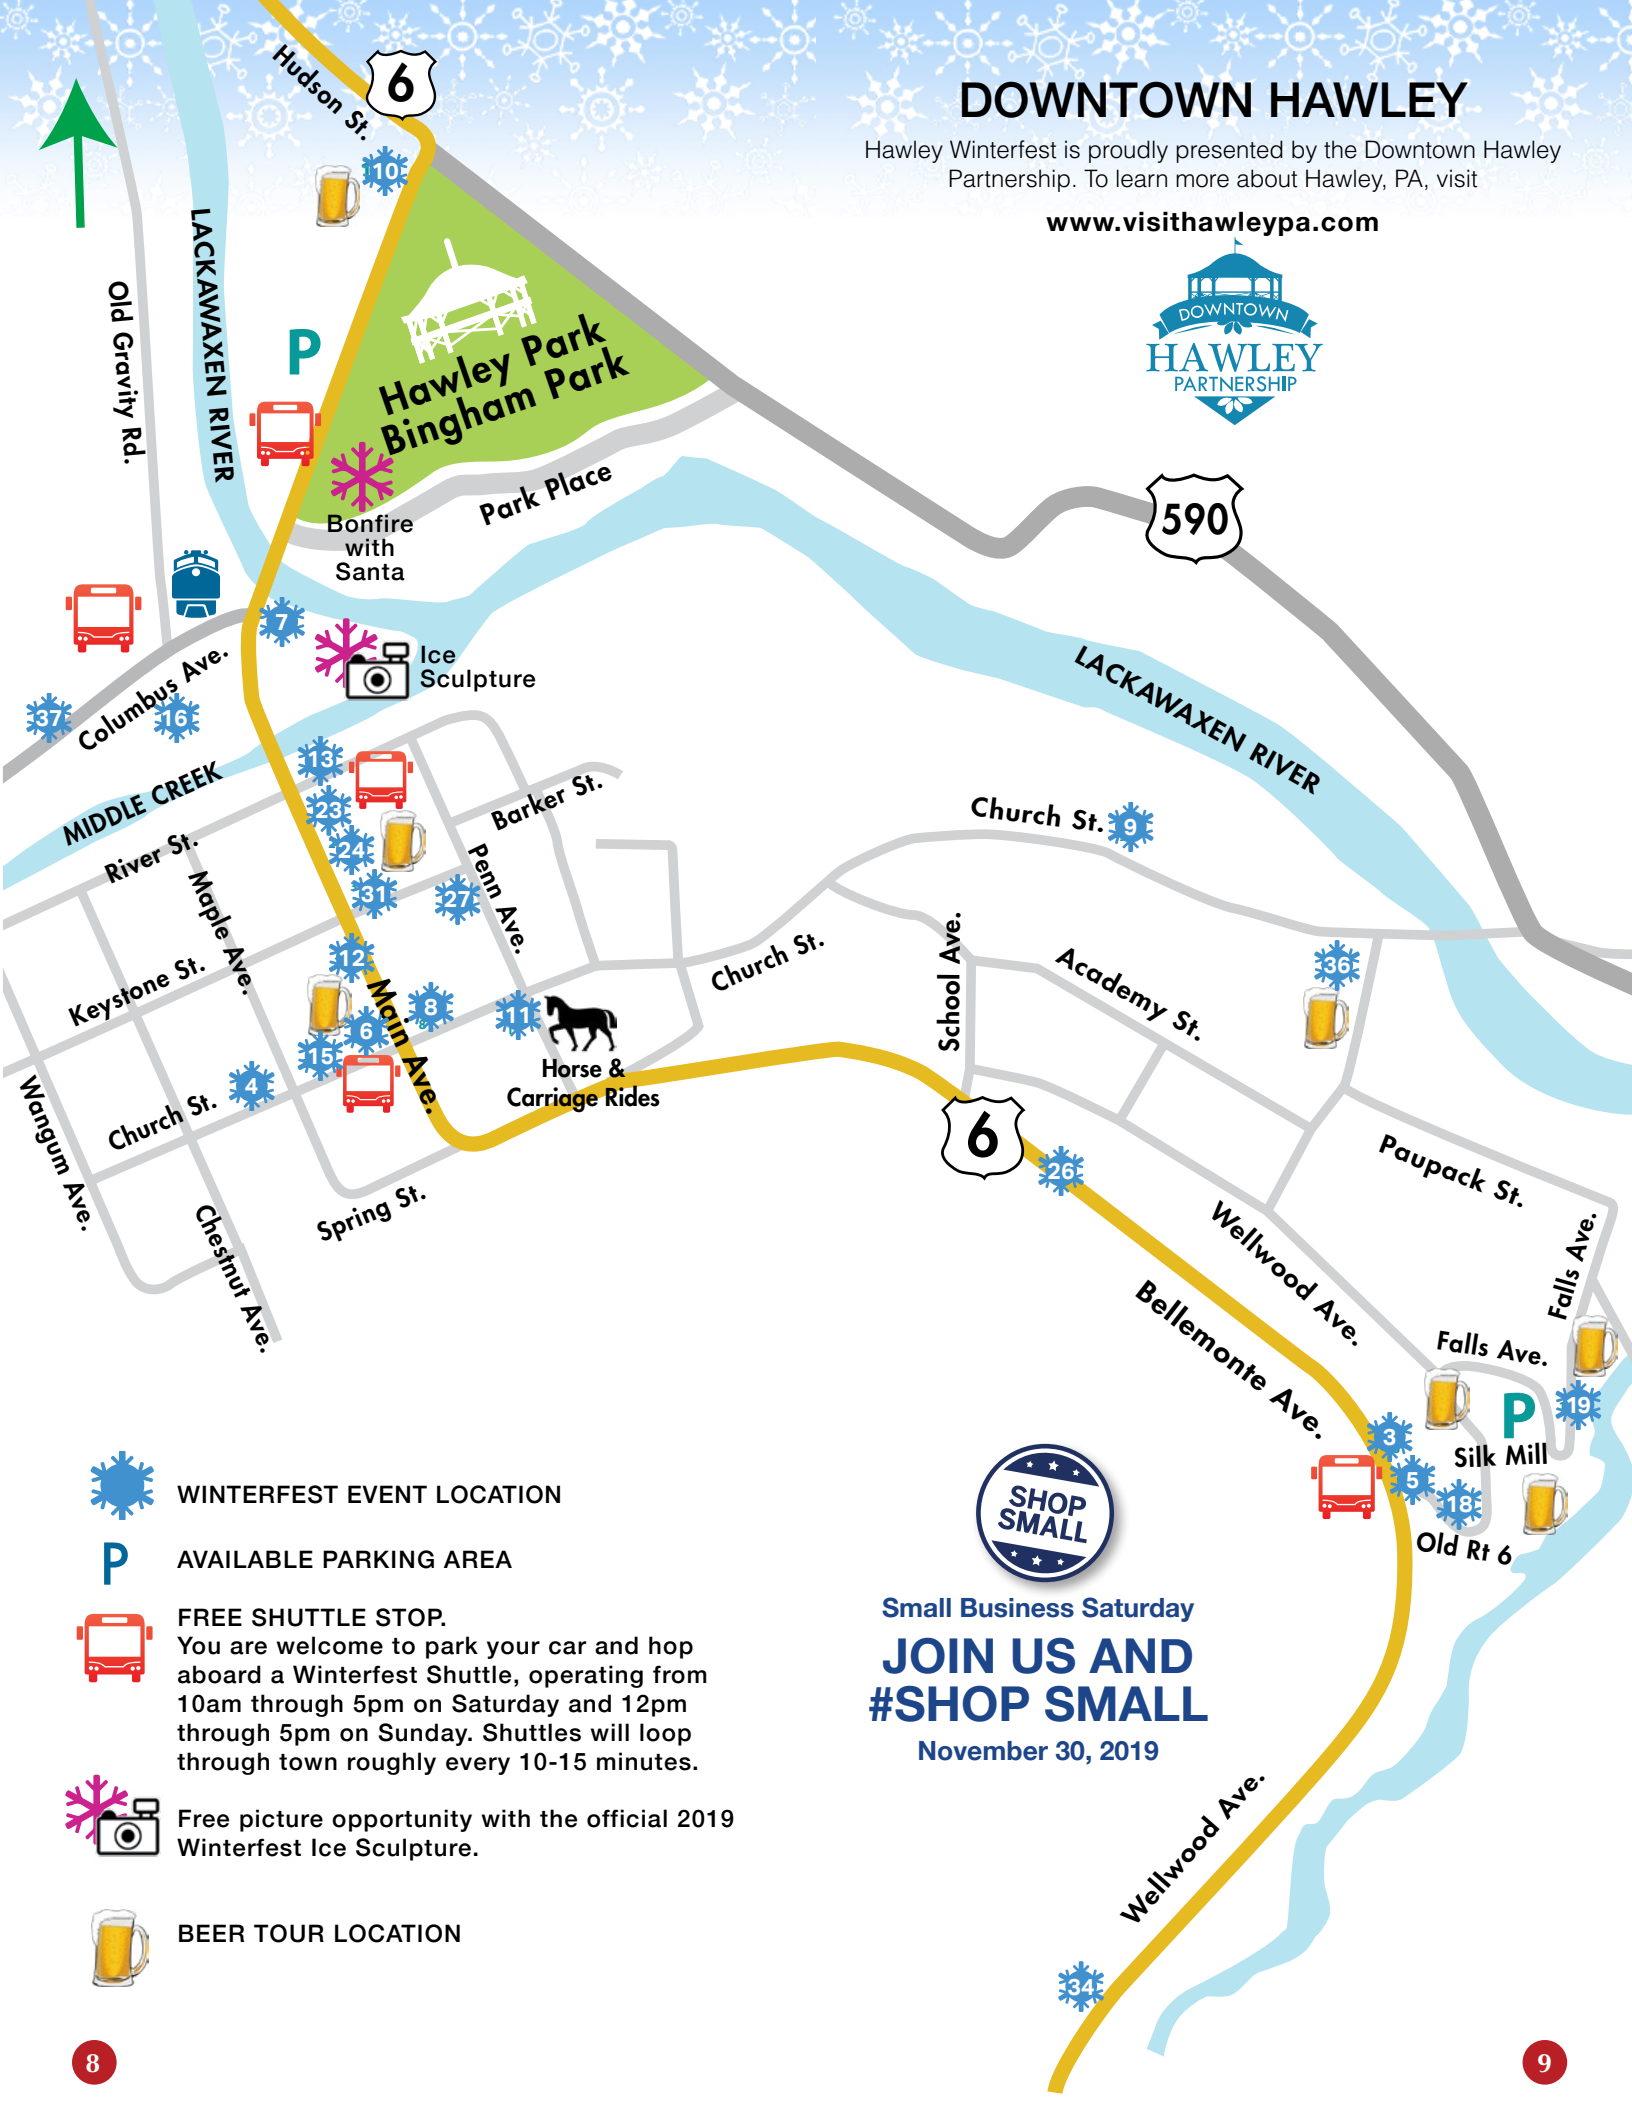 DOWNTOWN HAWLEY
Hawley Winterfest is proudly presented by the Downtown Hawley
Partnership. To learn more about Hawley, PA, visit
www.visithawleypa.com
DOWNTOWN
HAWLEY
PARTNERSHIP
Hudson St.
6
10
LACKAWAXEN RIVER
Old Gravity Rd.
P
Hawley Park
Bingham Park
Park Place
Bonfire
with
Santa
590
7
Ice
Sculpture
Columbus Ave.
37
16
MIDDLE CREEK
LACKAWAXEN RIVER
13
23
24
31
27
Barker St.
Penn Ave.
River St.
Maple Ave.
Church St.
9
Keystone St.
12
Main Ave.
8
6
15
11
Horse &
Carriage Rides
Church St.
School Ave.
Academy St.
36
4
Church St.
Wangum Ave.
Chestnut Ave.
Spring St.
6
26
Paupack St.
Wellwood Ave.
Falls Ave.
Bellemonte Ave.
Falls Ave.
P
19
3
Silk Mill
5
18
Old Rt 6
WINTERFEST EVENT LOCATION
P
AVAILABLE PARKING AREA
FREE SHUTTLE STOP.
You are welcome to park your car and hop
aboard a Winterfest Shuttle, operating from
10am through 5pm on Saturday and 12pm
through 5pm on Sunday. Shuttles will loop
through town roughly every 10-15 minutes.
Free picture opportunity with the official 2019
Winterfest Ice Sculpture.
BEER TOUR LOCATION
SHOP
SMALL
Small Business Saturday
JOIN US AND
#SHOP SMALL
November 30, 2019
Wellwood Ave.
34
8
9